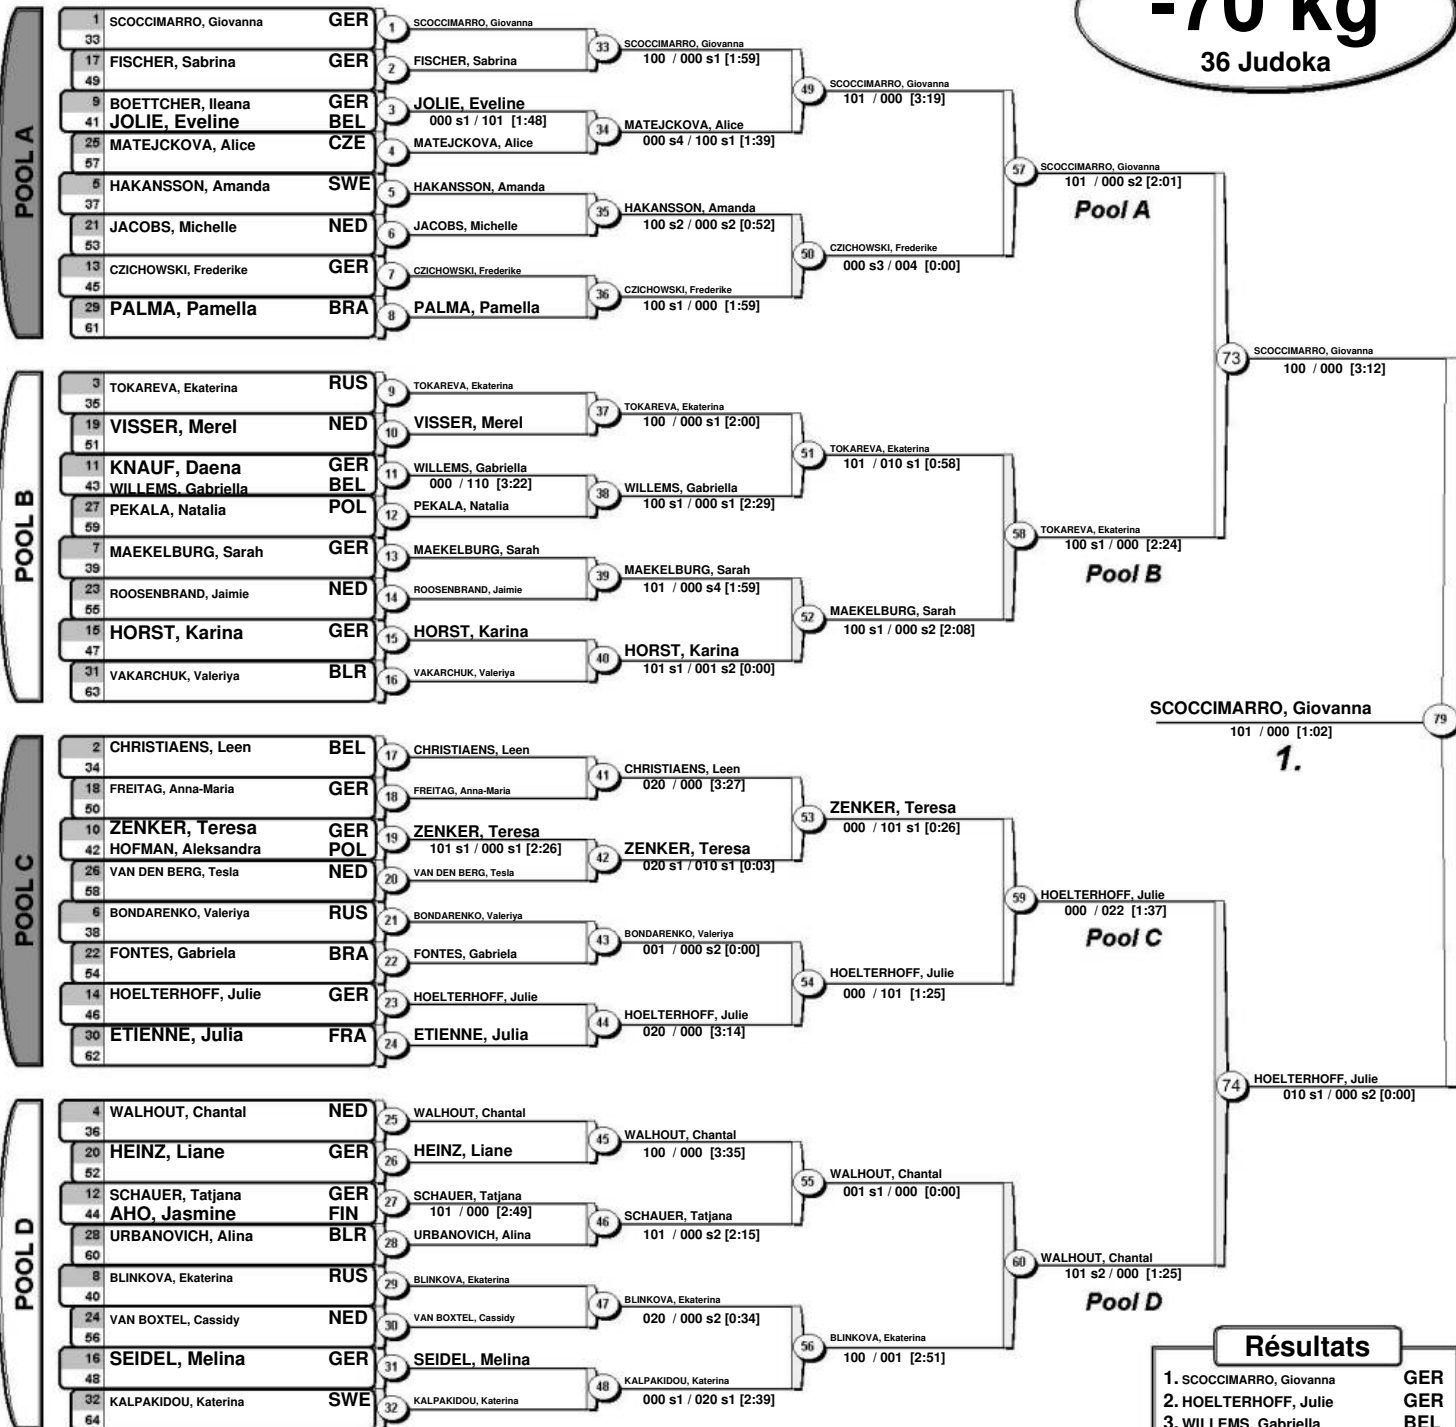 -70 kg
36 Judoka
POOL A
1 SCOCCIMARRO, Giovanna GER
33
17 FISCHER, Sabrina GER
49
9 BOETTCHER, Ileana GER
41 JOLIE, Eveline BEL
25 MATEJCKOVA, Alice CZE
57
5 HAKANSSON, Amanda SWE
37
21 JACOBS, Michelle NED
53
13 CZICHOWSKI, Frederike GER
45
29 PALMA, Pamella BRA
61
1 SCOCCIMARRO, Giovanna
2 FISCHER, Sabrina
3 JOLIE, Eveline
000 s1 / 101 [1:48]
4 MATEJCKOVA, Alice
5 HAKANSSON, Amanda
6 JACOBS, Michelle
7 CZICHOWSKI, Frederike
8 PALMA, Pamella
33 SCOCCIMARRO, Giovanna
100 / 000 s1 [1:59]
34 MATEJCKOVA, Alice
000 s4 / 100 s1 [1:39]
35 HAKANSSON, Amanda
100 s2 / 000 s2 [0:52]
36 CZICHOWSKI, Frederike
100 s1 / 000 [1:59]
49 SCOCCIMARRO, Giovanna
101 / 000 [3:19]
50 CZICHOWSKI, Frederike
000 s3 / 004 [0:00]
57 SCOCCIMARRO, Giovanna
101 / 000 s2 [2:01]
Pool A
POOL B
3 TOKAREVA, Ekaterina RUS
35
19 VISSER, Merel NED
51
11 KNAUF, Daena GER
43 WILLEMS, Gabriella BEL
27 PEKALA, Natalia POL
59
7 MAEKELBURG, Sarah GER
39
23 ROOSENBRAND, Jaimie NED
55
15 HORST, Karina GER
47
31 VAKARCHUK, Valeriya BLR
63
9 TOKAREVA, Ekaterina
10 VISSER, Merel
11 WILLEMS, Gabriella
000 / 110 [3:22]
12 PEKALA, Natalia
13 MAEKELBURG, Sarah
14 ROOSENBRAND, Jaimie
15 HORST, Karina
16 VAKARCHUK, Valeriya
37 TOKAREVA, Ekaterina
100 / 000 s1 [2:00]
38 WILLEMS, Gabriella
100 s1 / 000 s1 [2:29]
39 MAEKELBURG, Sarah
101 / 000 s4 [1:59]
40 HORST, Karina
101 s1 / 001 s2 [0:00]
51 TOKAREVA, Ekaterina
101 / 010 s1 [0:58]
52 MAEKELBURG, Sarah
100 s1 / 000 s2 [2:08]
58 TOKAREVA, Ekaterina
100 s1 / 000 [2:24]
Pool B
73 SCOCCIMARRO, Giovanna
100 / 000 [3:12]
SCOCCIMARRO, Giovanna 79
101 / 000 [1:02]
1.
POOL C
2 CHRISTIAENS, Leen BEL
34
18 FREITAG, Anna-Maria GER
50
10 ZENKER, Teresa GER
42 HOFMAN, Aleksandra POL
26 VAN DEN BERG, Tesla NED
58
6 BONDARENKO, Valeriya RUS
38
22 FONTES, Gabriela BRA
54
14 HOELTERHOFF, Julie GER
46
30 ETIENNE, Julia FRA
62
17 CHRISTIAENS, Leen
18 FREITAG, Anna-Maria
19 ZENKER, Teresa
101 s1 / 000 s1 [2:26]
20 VAN DEN BERG, Tesla
21 BONDARENKO, Valeriya
22 FONTES, Gabriela
23 HOELTERHOFF, Julie
24 ETIENNE, Julia
41 CHRISTIAENS, Leen
020 / 000 [3:27]
42 ZENKER, Teresa
020 s1 / 010 s1 [0:03]
43 BONDARENKO, Valeriya
001 / 000 s2 [0:00]
44 HOELTERHOFF, Julie
020 / 000 [3:14]
53 ZENKER, Teresa
000 / 101 s1 [0:26]
54 HOELTERHOFF, Julie
000 / 101 [1:25]
59 HOELTERHOFF, Julie
000 / 022 [1:37]
Pool C
POOL D
4 WALHOUT, Chantal NED
36
20 HEINZ, Liane GER
52
12 SCHAUER, Tatjana GER
44 AHO, Jasmine FIN
28 URBANOVICH, Alina BLR
60
8 BLINKOVA, Ekaterina RUS
40
24 VAN BOXTEL, Cassidy NED
56
16 SEIDEL, Melina GER
48
32 KALPAKIDOU, Katerina SWE
64
25 WALHOUT, Chantal
26 HEINZ, Liane
27 SCHAUER, Tatjana
101 / 000 [2:49]
28 URBANOVICH, Alina
29 BLINKOVA, Ekaterina
30 VAN BOXTEL, Cassidy
31 SEIDEL, Melina
32 KALPAKIDOU, Katerina
45 WALHOUT, Chantal
100 / 000 [3:35]
46 SCHAUER, Tatjana
101 / 000 s2 [2:15]
47 BLINKOVA, Ekaterina
020 / 000 s2 [0:34]
48 KALPAKIDOU, Katerina
000 s1 / 020 s1 [2:39]
55 WALHOUT, Chantal
001 s1 / 000 [0:00]
56 BLINKOVA, Ekaterina
100 / 001 [2:51]
60 WALHOUT, Chantal
101 s2 / 000 [1:25]
Pool D
74 HOELTERHOFF, Julie
010 s1 / 000 s2 [0:00]
Résultats
1. SCOCCIMARRO, Giovanna GER
2. HOELTERHOFF, Julie GER
3. WILLEMS, Gabriella BEL